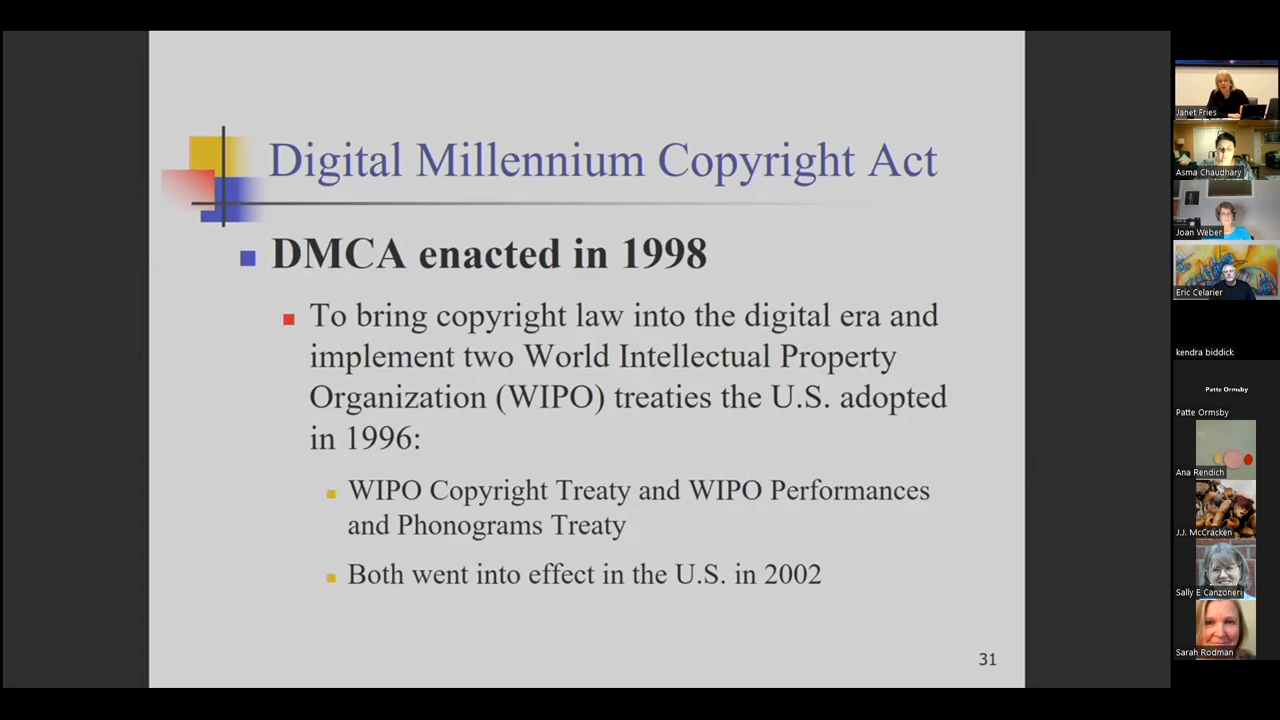 Digital Millennium Copyright Act
DMCA enacted in 1998
To bring copyright law into the digital era and
implement two World Intellectual Property
Organization (WIPO) treaties the U.S. adopted
in 1996:
WIPO Copyright Treaty and WIPO Performances
and Phonograms Treaty
Both went into effect in the U.S. in 2002
31
Janet Fries
Asma Chaudhary
Joan Weber
Eric Celarier
kendra biddick
Patte Ormsby
Patte Ormsby
Ana Rendich
J.J. McCracken
Sally E Canzoneri
Sarah Rodman